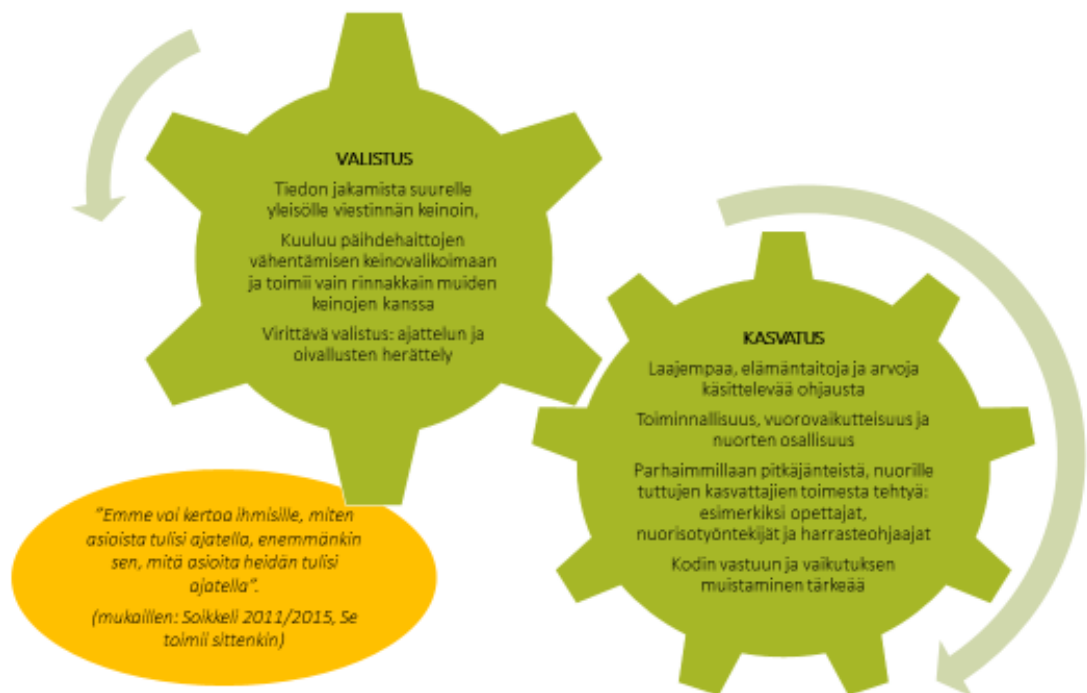 VALISTUS
Tiedon jakamista suurelle
yleisölle viestinnän keinoin,
Kuuluu päihdehaittojen
vähentämisen keinovalikoimaan
ja toimii vain rinnakkain muiden
keinojen kanssa
Virittävä valistus: ajattelun ja
oivallusten herättely
KASVATUS
Laajempaa, elämäntaitoja ja arvoja
käsittelevää ohjausta
Toiminnallisuus, vuorovaikutteisuus ja
nuorten osallisuus
Parhaimmillaan pitkäjänteistä, nuorille
tuttujen kasvattajien toimesta tehtyä:
esimerkiksi opettajat,
nuorisotyöntekijät ja harrasteohjaajat
Kodin vastuun ja vaikutuksen
muistaminen tärkeää
"Emme voi kertoa ihmisille, miten
asioista tulisi ajatella, enemmänkin
sen, mitä asioita heidän tulisi
ajatella".
(mukaillen: Soikkeli 2011/2015, Se
toimii sittenkin)